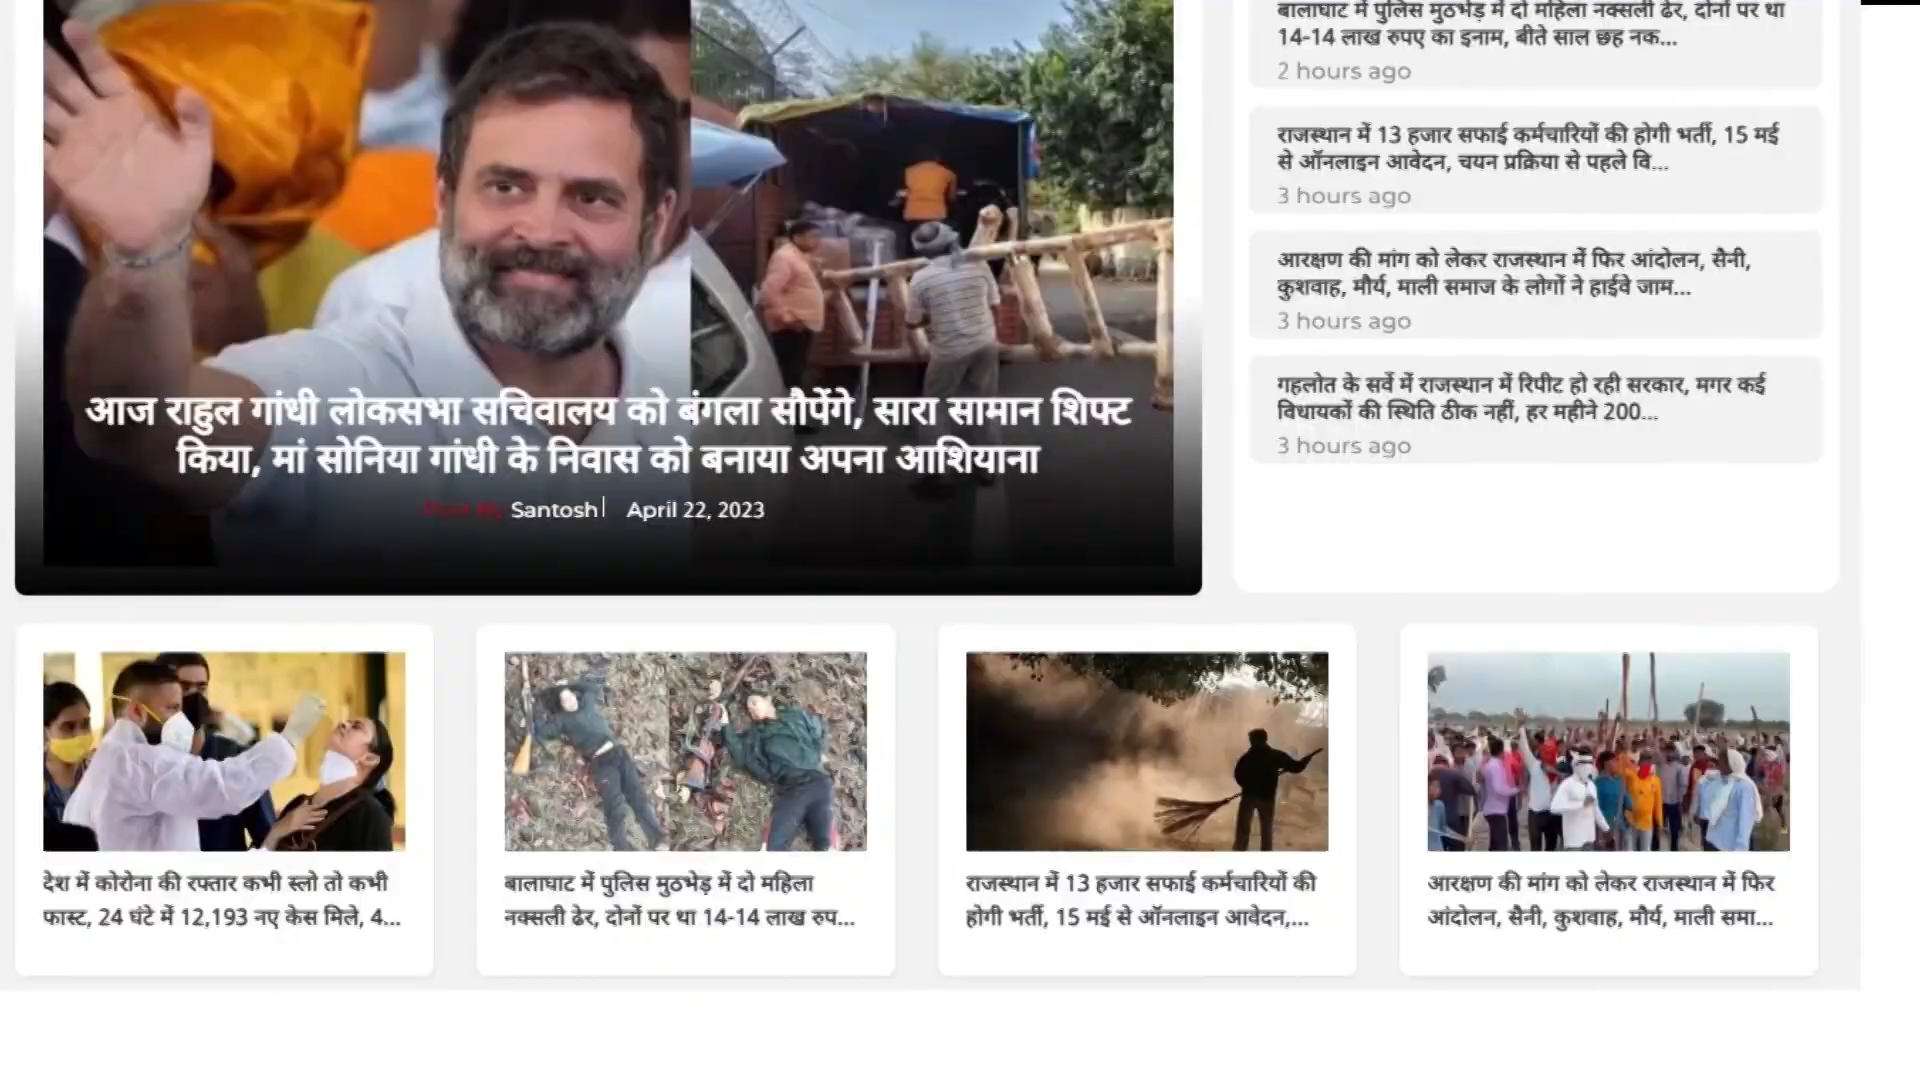 आज राहुल गांधी लोकसभा सचिवालय को बंगला सौपेंगे, सारा सामान शिफ्ट
किया, मां सोनिया गांधी के निवास को बनाया अपना आशियाना
Post By Santosh| April 22, 2023
बालाघाट में पुलिस मुठभेड़ में दो महिला नक्सली ढेर, दोनों पर था
14-14 लाख रुपए का इनाम, बीते साल छह नक...
2 hours ago
राजस्थान में 13 हजार सफाई कर्मचारियों की होगी भर्ती, 15 मई
से ऑनलाइन आवेदन, चयन प्रक्रिया से पहले वि...
3 hours ago
आरक्षण की मांग को लेकर राजस्थान में फिर आंदोलन, सैनी,
कुशवाह, मौर्य, माली समाज के लोगों ने हाईवे जाम...
3 hours ago
गहलोत के सर्वे में राजस्थान में रिपीट हो रही सरकार, मगर कई
विधायकों की स्थिति ठीक नहीं, हर महीने 200...
3 hours ago
देश में कोरोना की रफ्तार कभी स्लो तो कभी
फास्ट, 24 घंटे में 12,193 नए केस मिले, 4...
बालाघाट में पुलिस मुठभेड़ में दो महिला
नक्सली ढेर, दोनों पर था 14-14 लाख रुप...
राजस्थान में 13 हजार सफाई कर्मचारियों की
होगी भर्ती, 15 मई से ऑनलाइन आवेदन,...
आरक्षण की मांग को लेकर राजस्थान में फिर
आंदोलन, सैनी, कुशवाह, मौर्य, माली समा...